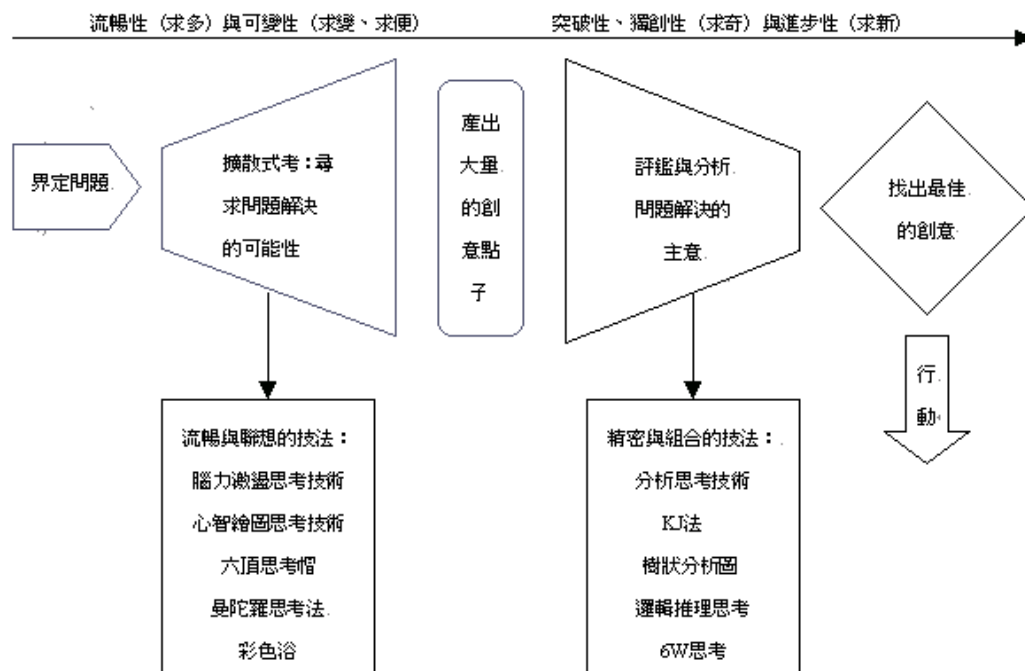 流暢性（求多）與可變性（求變、求便）
突破性、獨創性（求奇）與進步性（求新）
界定問題
擴散式考：尋
求問題解決
的可能性
產出
大量
的創
意點
子
評鑑與分析
問題解決的
主意
找出最佳
的創意
行
動
流暢與聯想的技法：
腦力激盪思考技術
心智繪圖思考技術
六頂思考帽
曼陀羅思考法
彩色浴
精密與組合的技法：
分析思考技術
KJ法
樹狀分析圖
邏輯推理思考
6W思考